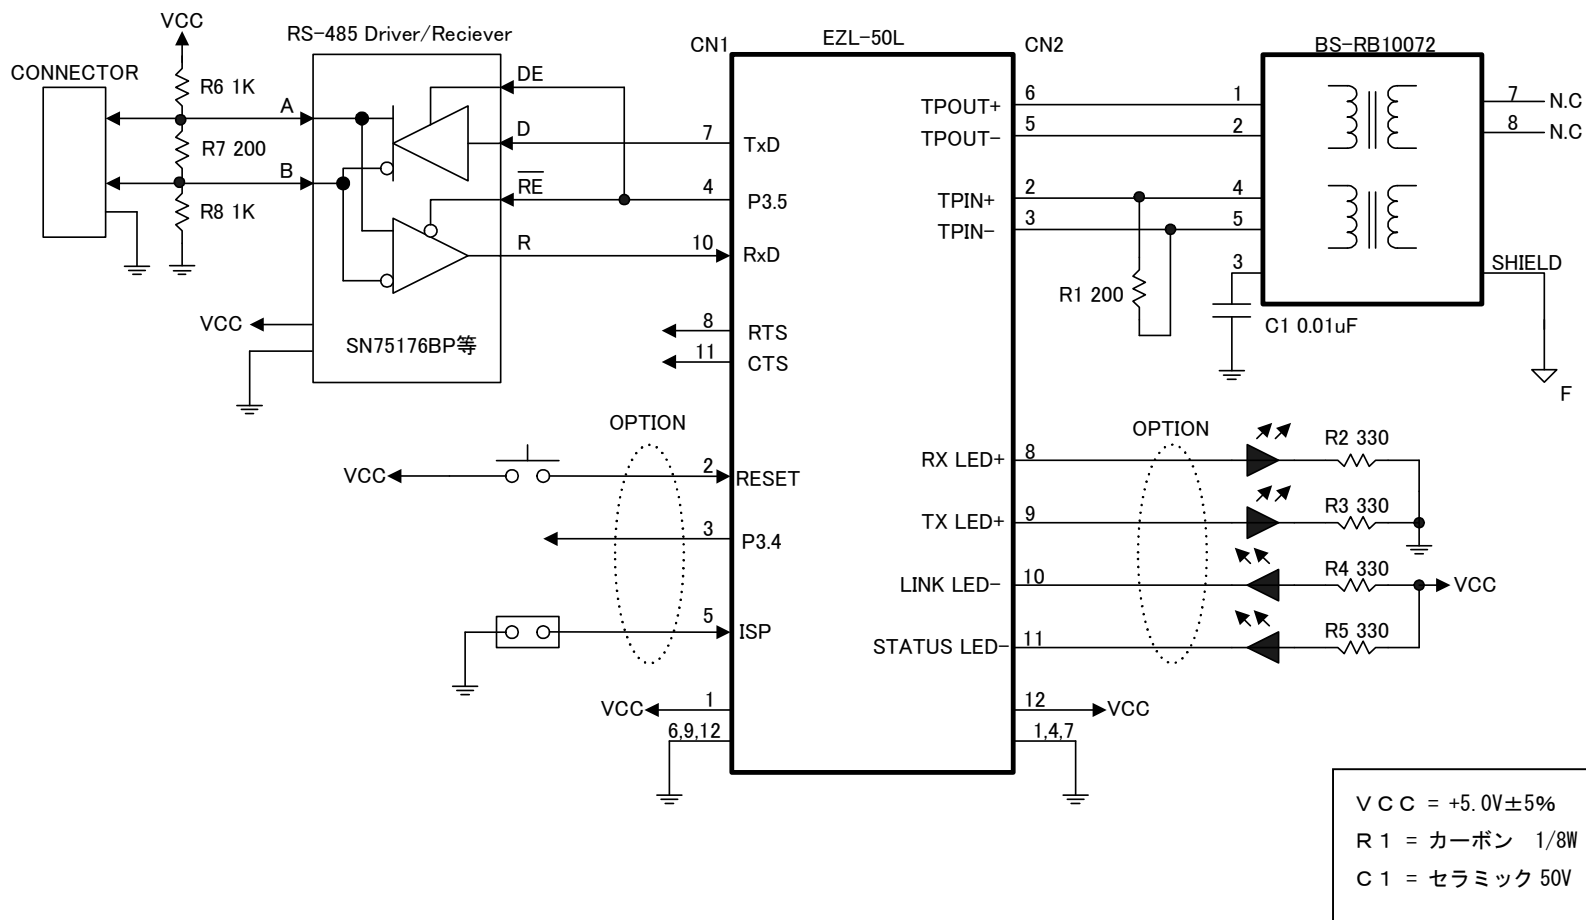 VCC
RS-485 Driver/Reciever
CN1
EZL-50L
CN2
BS-RB10072
CONNECTOR
R6 1K
A
DE
R7 200
D
7
TxD
B
RE
4
P3.5
R8 1K
R
10
RxD
VCC
SN75176BP等
8
RTS
11
CTS
OPTION
VCC
2
RESET
3
P3.4
5
ISP
VCC
1
6,9,12
TPOUT+
6
1
7
N.C
TPOUT-
5
2
8
N.C
TPIN+
2
4
TPIN-
3
5
3
SHIELD
R1 200
C1 0.01uF
F
OPTION
RX LED+
8
R2 330
TX LED+
9
R3 330
LINK LED-
10
R4 330
VCC
STATUS LED-
11
R5 330
12
VCC
1,4,7
VCC = +5.0V±5%
R1 = カーボン 1/8W
C1 = セラミック 50V